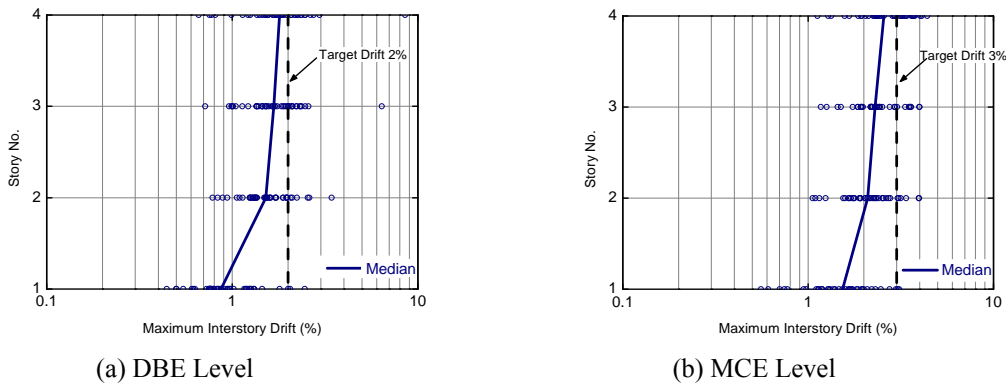 4
3
2
1
Story No.
Target Drift 2%
Median
0.1
1
10
Maximum Interstory Drift (%)
(a) DBE Level
4
3
2
1
Story No.
Target Drift 3%
Median
0.1
1
10
Maximum Interstory Drift (%)
(b) MCE Level